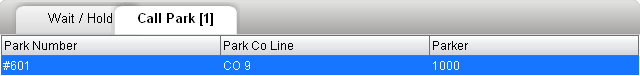 Wait / Hold Call Park [1]
Park Number Park Co Line Parker
#601 CO 9 1000